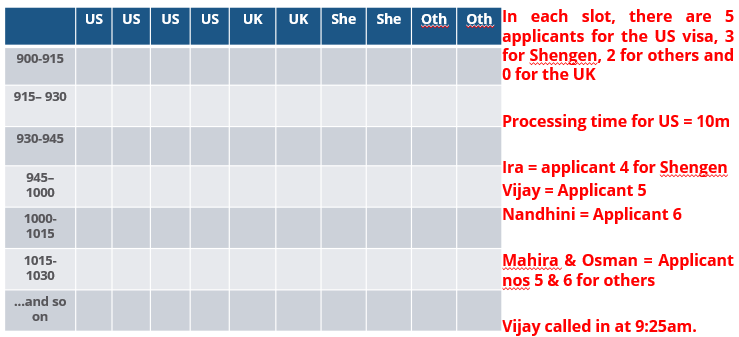 US US US US UK UK She She Oth Oth
900-915
915– 930
930-945
945–
1000
1000-
1015
1015-
1030
...and so
on
In each slot, there are 5
applicants for the US visa, 3
for Shengen, 2 for others and
0 for the UK
Processing time for US = 10m
Ira = applicant 4 for Shengen
Vijay = Applicant 5
Nandhini = Applicant 6
Mahira & Osman = Applicant
nos 5 & 6 for others
Vijay called in at 9:25am.